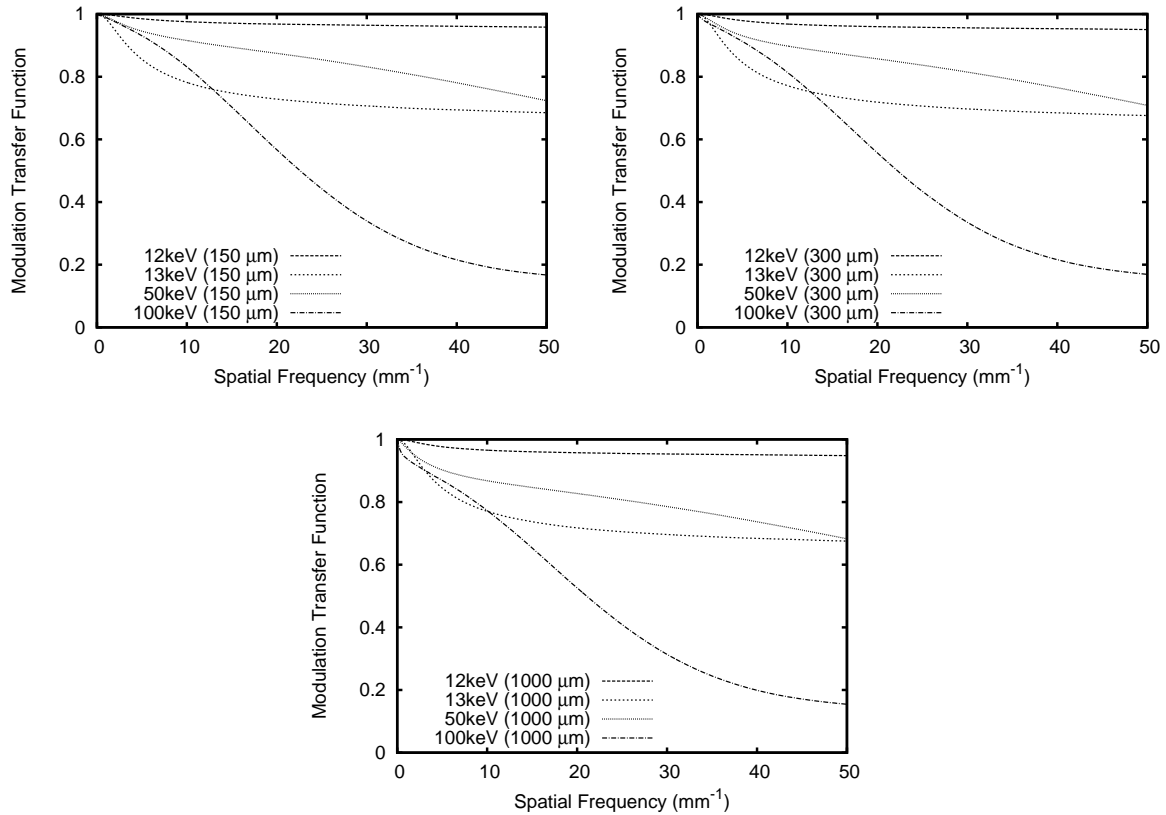 1
0.8
0.6
0.4
0.2
0
Modulation Transfer Function
12keV (150 μm)
13keV (150 μm)
50keV (150 μm)
100keV (150 μm)
0 10 20 30 40 50
Spatial Frequency (mm⁻¹)
1
0.8
0.6
0.4
0.2
0
Modulation Transfer Function
12keV (300 μm)
13keV (300 μm)
50keV (300 μm)
100keV (300 μm)
0 10 20 30 40 50
Spatial Frequency (mm⁻¹)
1
0.8
0.6
0.4
0.2
0
Modulation Transfer Function
12keV (1000 μm)
13keV (1000 μm)
50keV (1000 μm)
100keV (1000 μm)
0 10 20 30 40 50
Spatial Frequency (mm⁻¹)